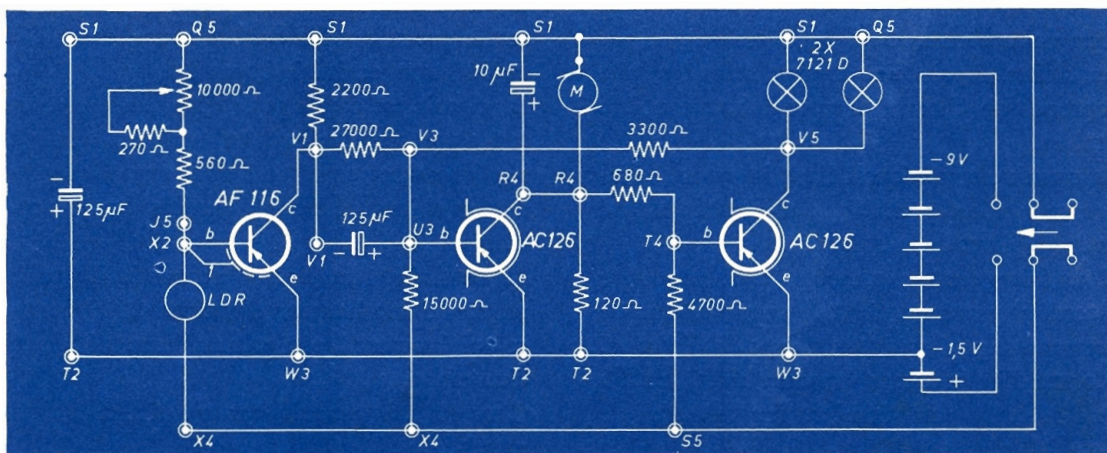 S1 Q5 S1 S1 S1 Q5
2X
7121 D
10 µF
-
+
M
10000 Ω
2200 Ω
V1 27000 Ω V3 3300 Ω V5
270 Ω
560 Ω
680 Ω
-9V
R4 R4
-
+
125 µF
AF 116
c
c
c
J5
X2 b
125 µF
V1 - +
U3 b
AC126
T4 b
AC126
f
e
e
e
LDR
15000 Ω
120 Ω
4700 Ω
-1,5 V
+
T2 W3 T2 T2 W3
X4 X4 S5